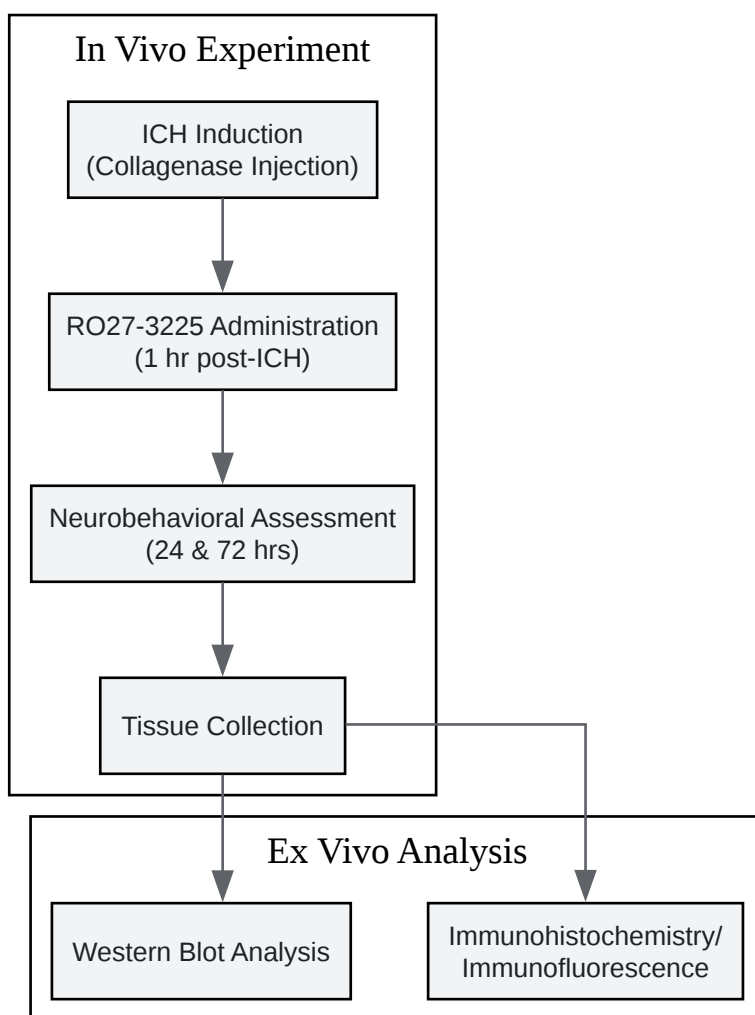 In Vivo Experiment
ICH Induction
(Collagenase Injection)
RO27-3225 Administration
(1 hr post-ICH)
Neurobehavioral Assessment
(24 & 72 hrs)
Tissue Collection
Ex Vivo Analysis
Western Blot Analysis
Immunohistochemistry/
Immunofluorescence